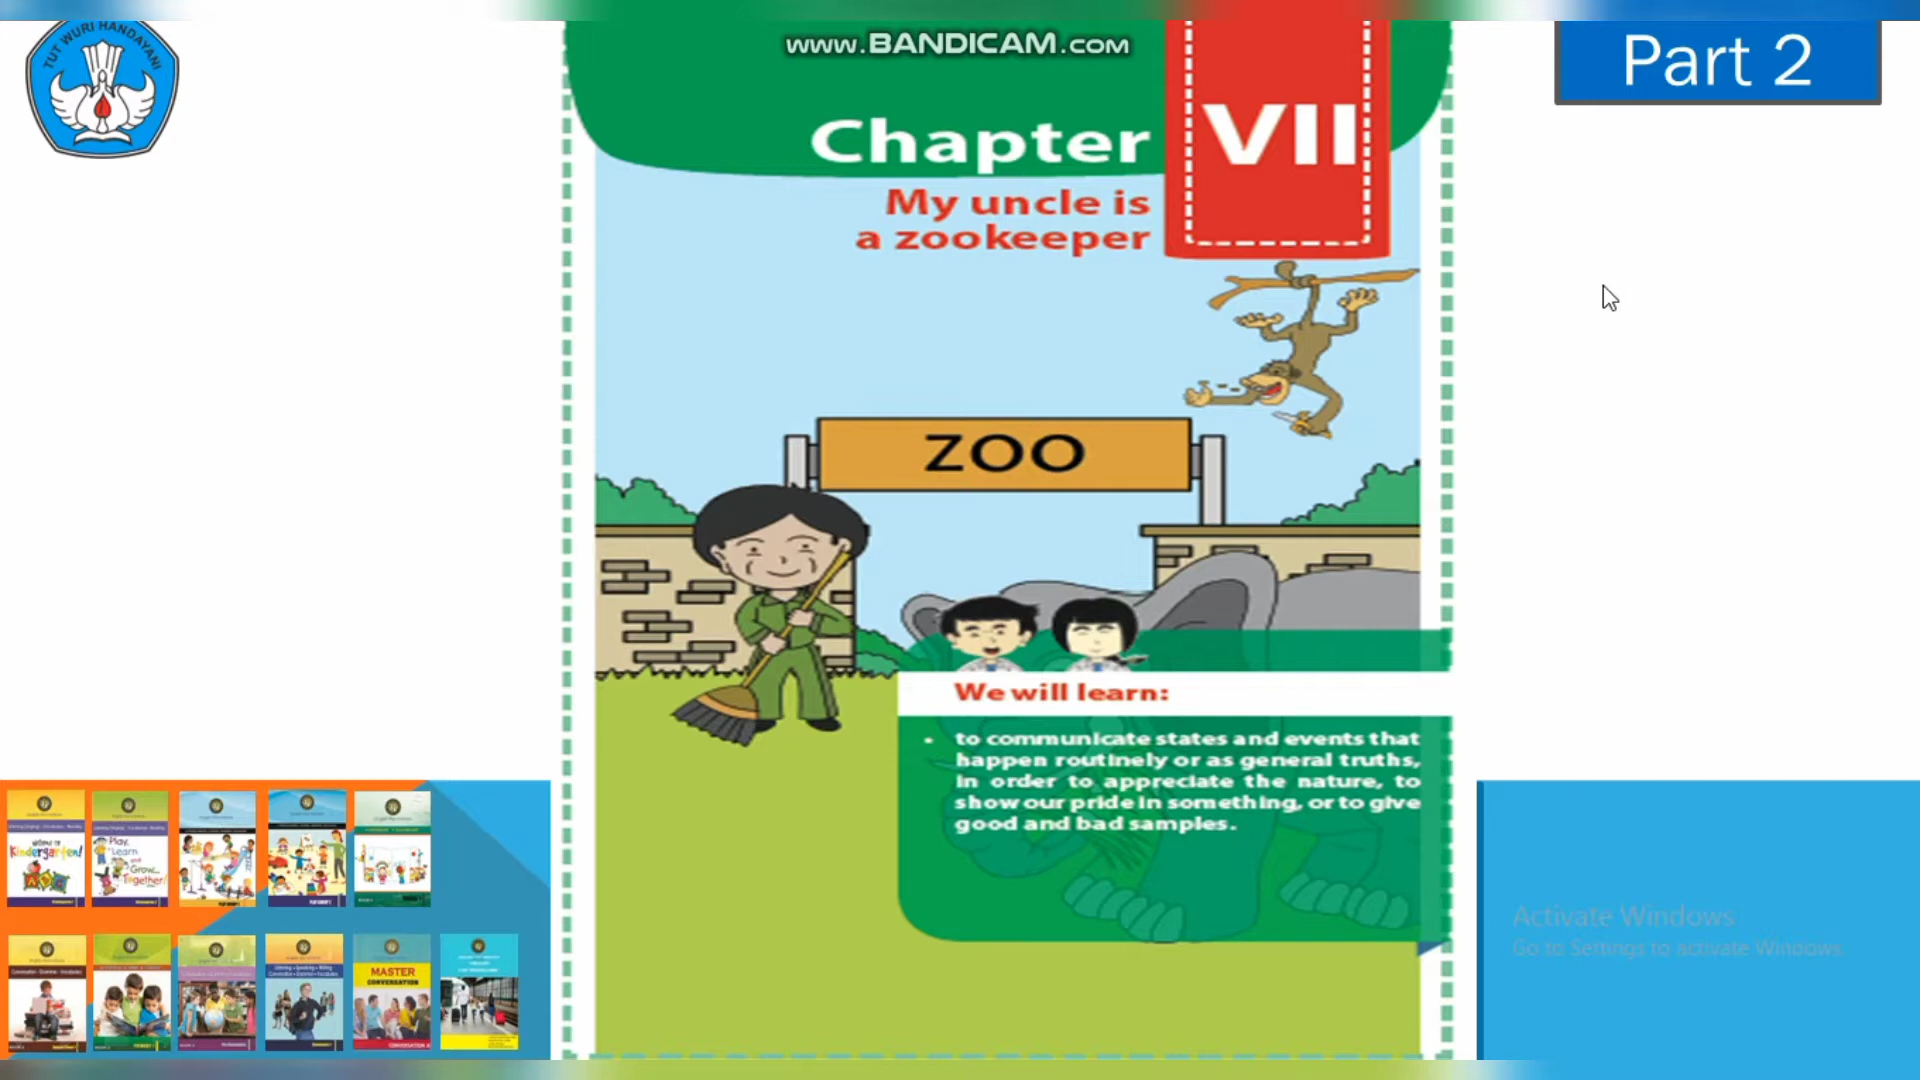 TUT WURI HANDAYANI
www.BANDICAM.com
Part 2
Chapter VII
My uncle is
a zookeeper
ZOO
We will learn:
• to communicate states and events that
happen routinely or as general truths,
in order to appreciate the nature, to
show our pride in something, or to give
good and bad samples.
Kindergarten!
Play,
Learn
and
Grow...
Together!
MASTER
CONVERSATION
Activate Windows
Go to Settings to activate Windows.